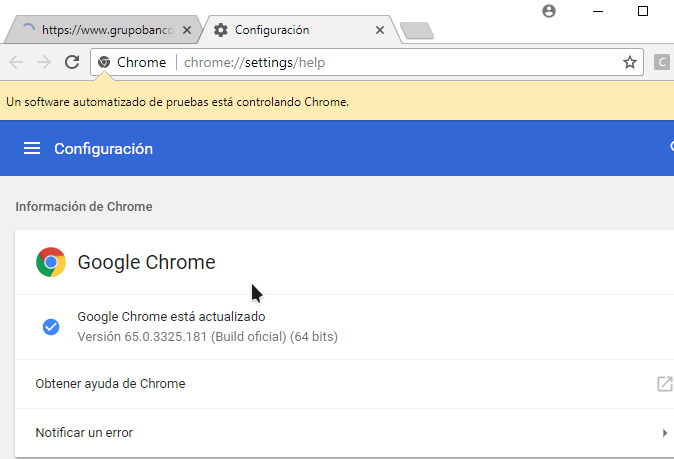 https://www.grupobanco
Configuración
Chrome
chrome://settings/help
C
Un software automatizado de pruebas está controlando Chrome.
Configuración
Información de Chrome
Google Chrome
Google Chrome está actualizado
Versión 65.0.3325.181 (Build oficial) (64 bits)
Obtener ayuda de Chrome
Notificar un error